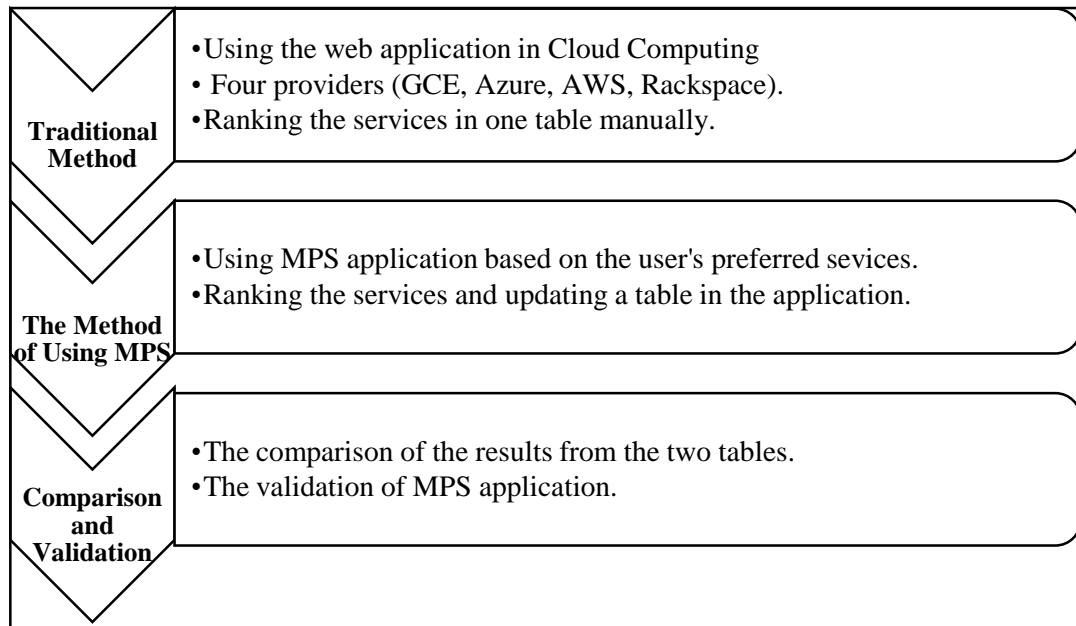 •Using the web application in Cloud Computing
• Four providers (GCE, Azure, AWS, Rackspace).
•Ranking the services in one table manually.
Traditional
Method
•Using MPS application based on the user's preferred sevices.
•Ranking the services and updating a table in the application.
The Method
of Using MPS
•The comparison of the results from the two tables.
•The validation of MPS application.
Comparison
and
Validation